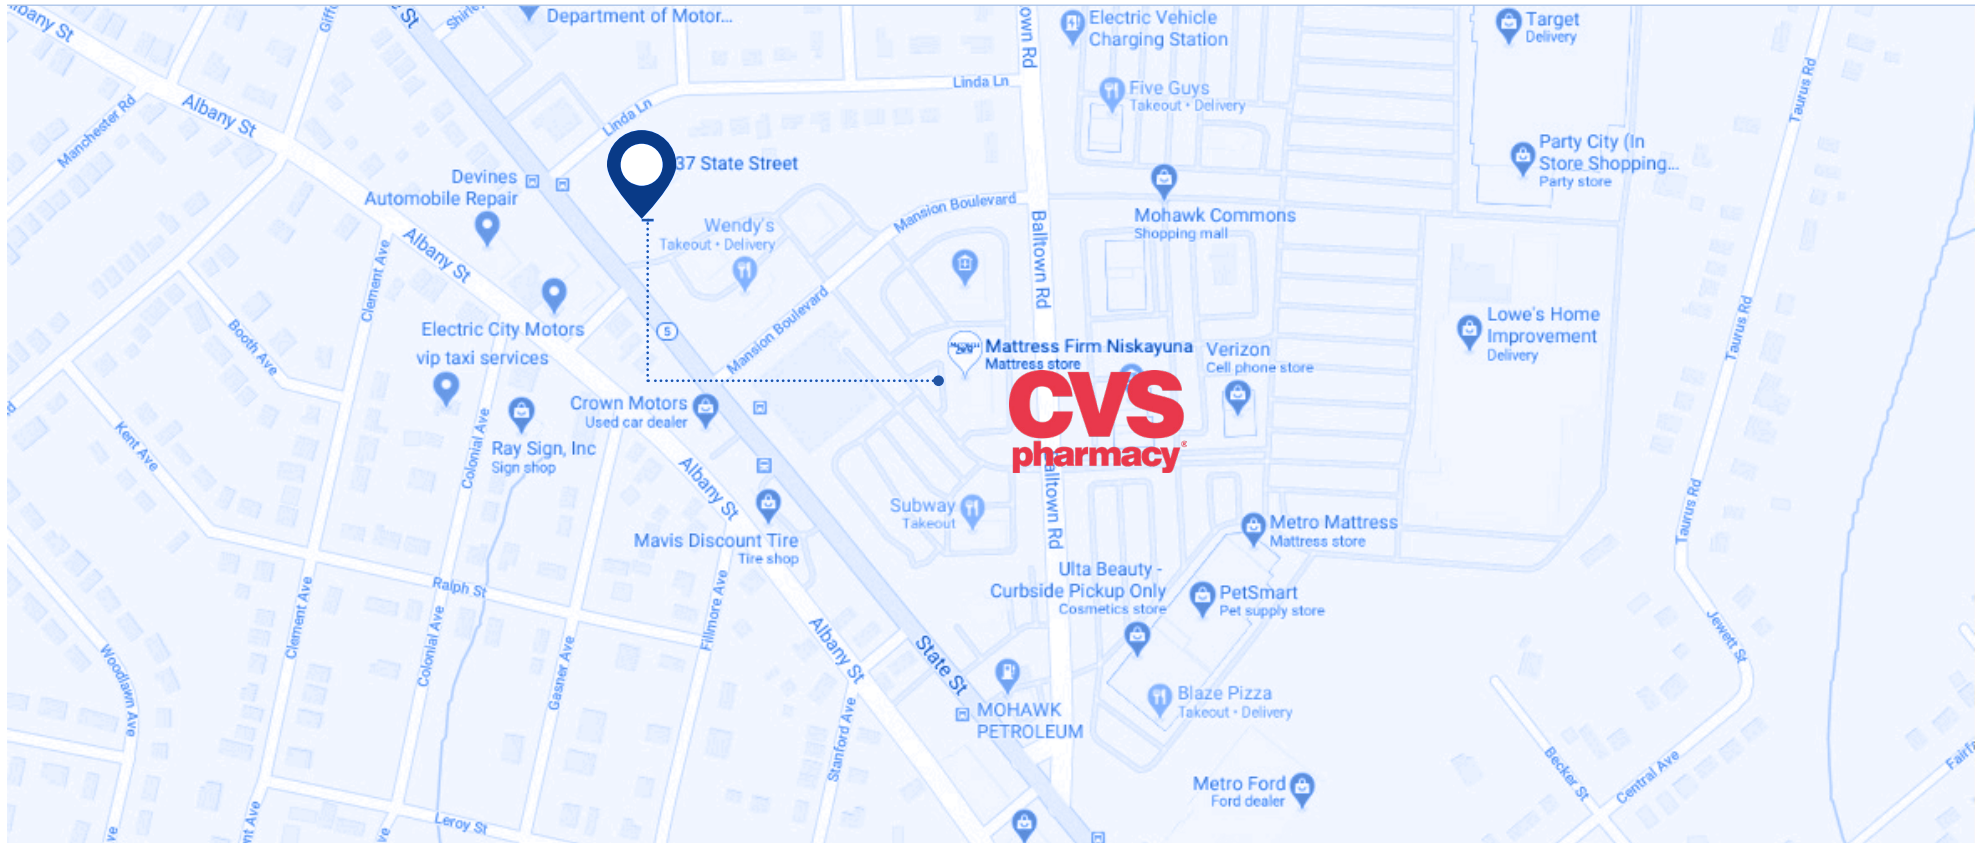 Department of Motor...
Albany St
Albany St
Manchester Rd
Linda Ln
Linda Ln
Electric Vehicle
Charging Station
Five Guys
Takeout • Delivery
Target
Delivery
Taurus Rd
Party City (In
Store Shopping...
Party store
37 State Street
Devines
Automobile Repair
Wendy's
Takeout • Delivery
Mansion Boulevard
Mansion Boulevard
Balltown Rd
Mohawk Commons
Shopping mall
Albany St
Clement Ave
Booth Ave
Electric City Motors
vip taxi services
5
Mattress Firm Niskayuna
Mattress store
Verizon
Cell phone store
Lowe's Home
Improvement
Delivery
Taurus Rd
CVS
pharmacy®
Crown Motors
Used car dealer
Ray Sign, Inc
Sign shop
Kent Ave
Colonial Ave
Albany St
Subway
Takeout
Mavis Discount Tire
Tire shop
Metro Mattress
Mattress store
Taurus Rd
Ulta Beauty -
Curbside Pickup Only
Cosmetics store
PetSmart
Pet supply store
Ralph St
Clement Ave
Colonial Ave
Fillmore Ave
Gasner Ave
Woodlawn Ave
Albany St
State St
Jewett St
MOHAWK
PETROLEUM
Blaze Pizza
Takeout • Delivery
Stanford Ave
Metro Ford
Ford dealer
Becker St
Central Ave
Leroy St